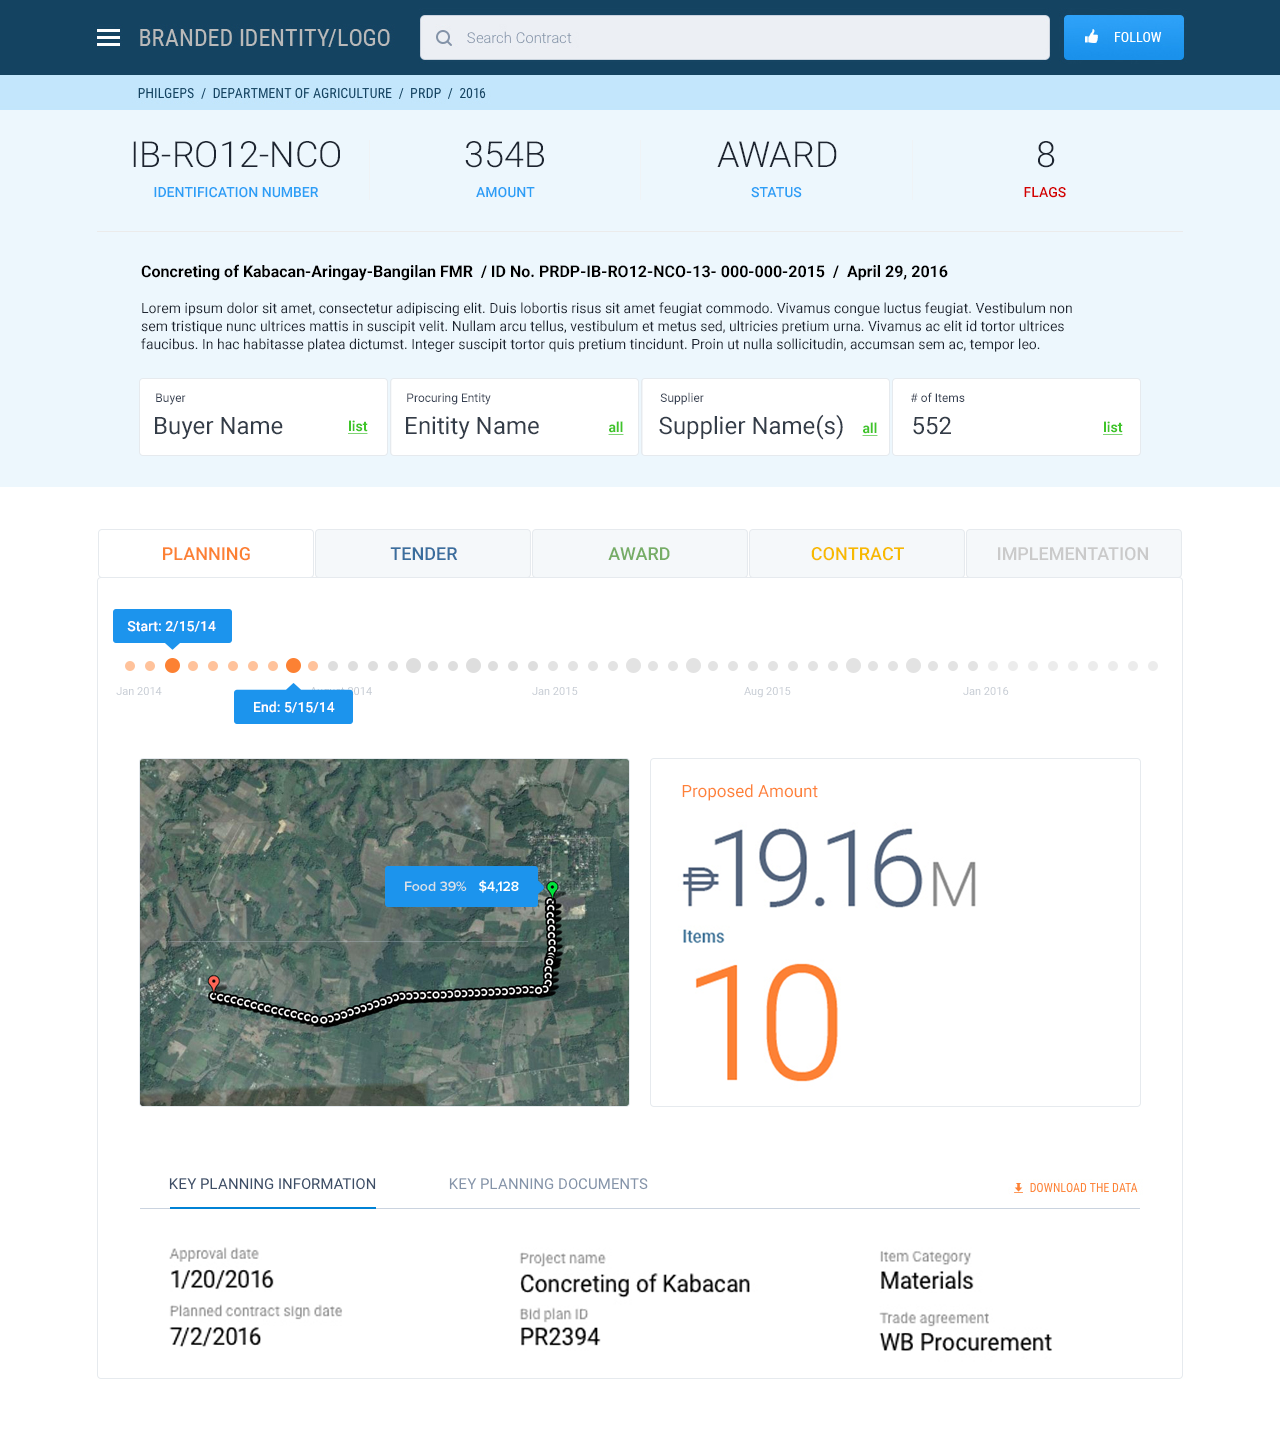 BRANDED IDENTITY/LOGO
Search Contract
FOLLOW
PHILGEPS / DEPARTMENT OF AGRICULTURE / PRDP / 2016
IB-RO12-NCO
354B
AWARD
8
IDENTIFICATION NUMBER
AMOUNT
STATUS
FLAGS
Concreting of Kabacan-Aringay-Bangilan FMR / ID No. PRDP-IB-RO12-NCO-13- 000-000-2015 / April 29, 2016
Lorem ipsum dolor sit amet, consectetur adipiscing elit. Duis lobortis risus sit amet feugiat commodo. Vivamus congue luctus feugiat. Vestibulum non
sem tristique nunc ultrices mattis in suscipit velit. Nullam arcu tellus, vestibulum et metus sed, ultricies pretium urna. Vivamus ac elit id tortor ultrices
faucibus. In hac habitasse platea dictumst. Integer suscipit tortor quis pretium tincidunt. Proin ut nulla sollicitudin, accumsan sem ac, tempor leo.
Buyer
Buyer Name
list
Procuring Entity
Enitity Name
all
Supplier
Supplier Name(s)
all
# of Items
552
list
PLANNING
TENDER
AWARD
CONTRACT
IMPLEMENTATION
Start: 2/15/14
Jan 2014
2014
Jan 2015
Aug 2015
Jan 2016
End: 5/15/14
Food 39% $4,128
Proposed Amount
₱19.16M
Items
10
KEY PLANNING INFORMATION
KEY PLANNING DOCUMENTS
DOWNLOAD THE DATA
Approval date
1/20/2016
Planned contract sign date
7/2/2016
Project name
Concreting of Kabacan
Bid plan ID
PR2394
Item Category
Materials
Trade agreement
WB Procurement